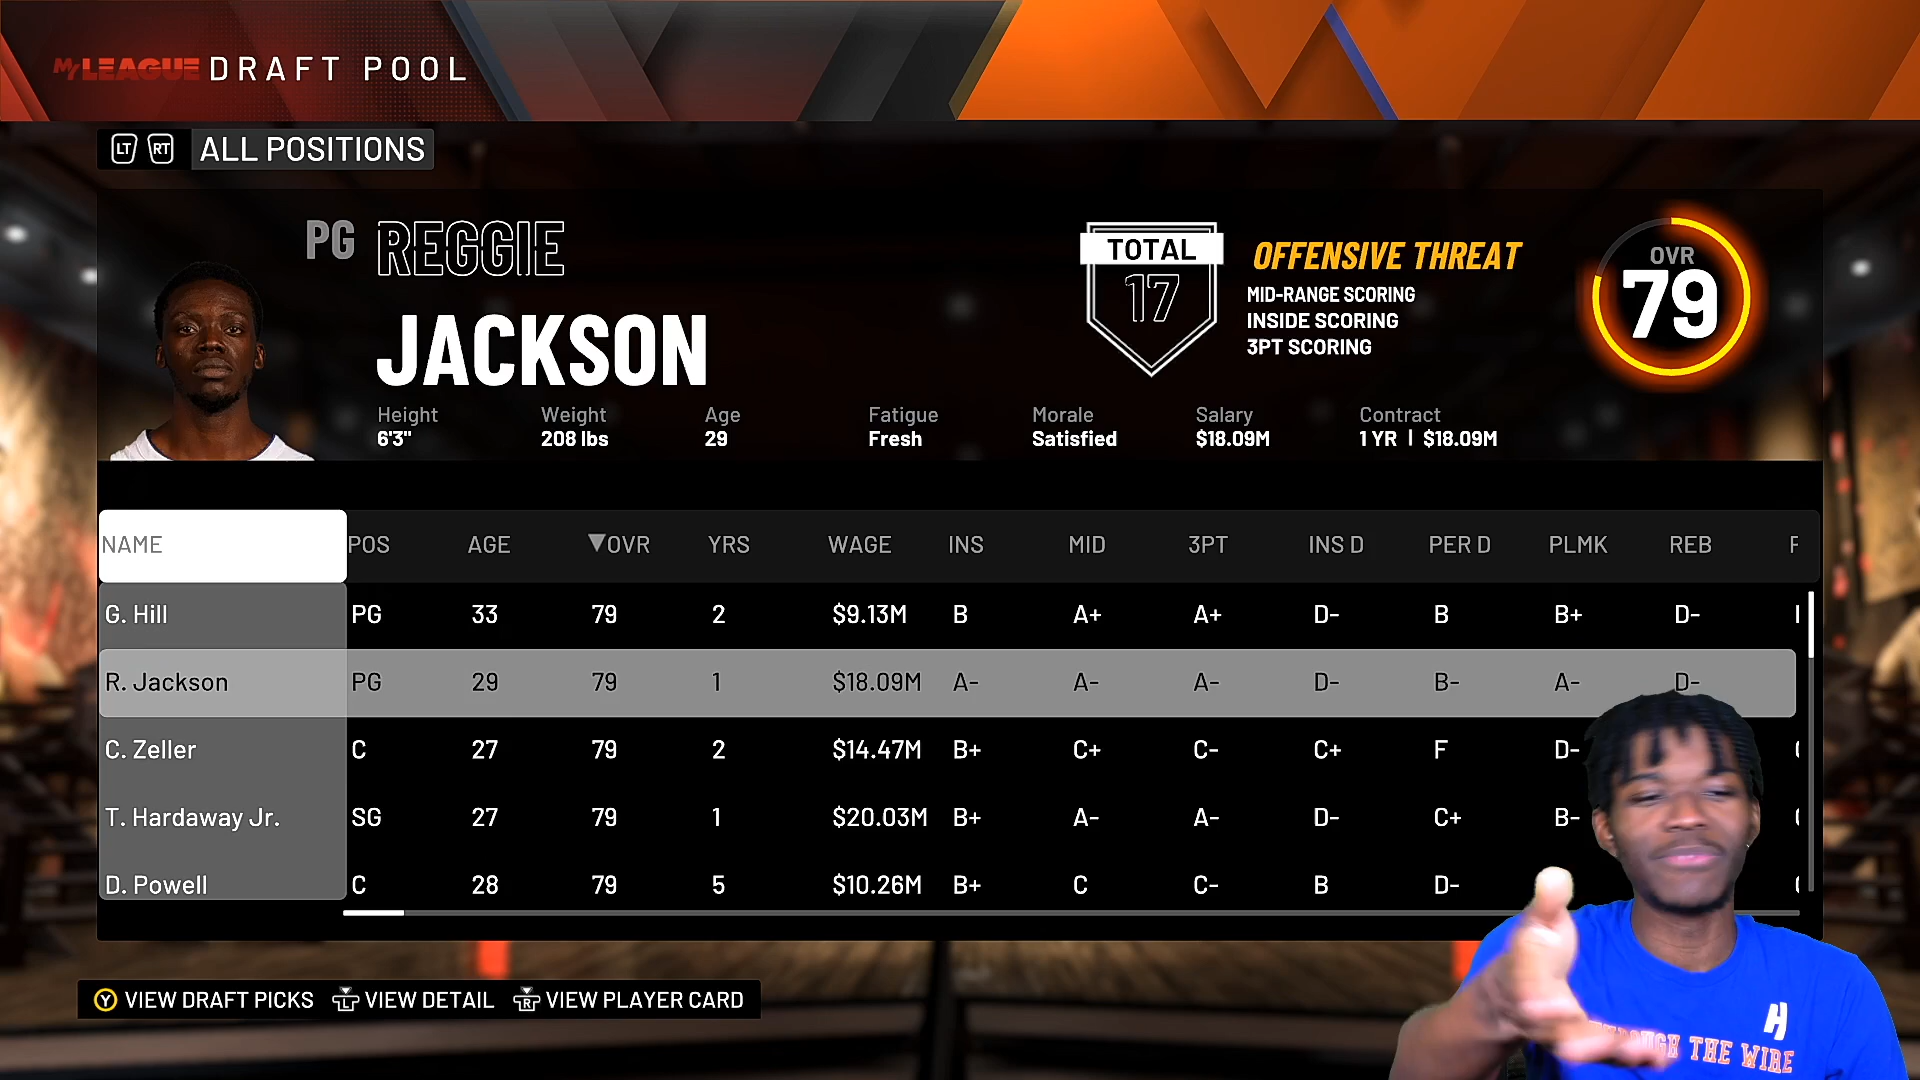 MyLEAGUE DRAFT POOL
LT RT ALL POSITIONS
PG REGGIE
JACKSON
TOTAL
17
OFFENSIVE THREAT
MID-RANGE SCORING
INSIDE SCORING
3PT SCORING
OVR
79
Height Weight Age Fatigue Morale Salary Contract
6'3" 208 lbs 29 Fresh Satisfied $18.09M 1 YR | $18.09M
NAME POS AGE ▼OVR YRS WAGE INS MID 3PT INS D PER D PLMK REB
G. Hill PG 33 79 2 $9.13M B A+ A+ D- B B+ D-
R. Jackson PG 29 79 1 $18.09M A- A- A- D- B- A- D-
C. Zeller C 27 79 2 $14.47M B+ C+ C- C+ F D-
T. Hardaway Jr. SG 27 79 1 $20.03M B+ A- A- D- C+ B-
D. Powell C 28 79 5 $10.26M B+ C C- B D-
Y VIEW DRAFT PICKS L VIEW DETAIL R VIEW PLAYER CARD
H
THE WIRE